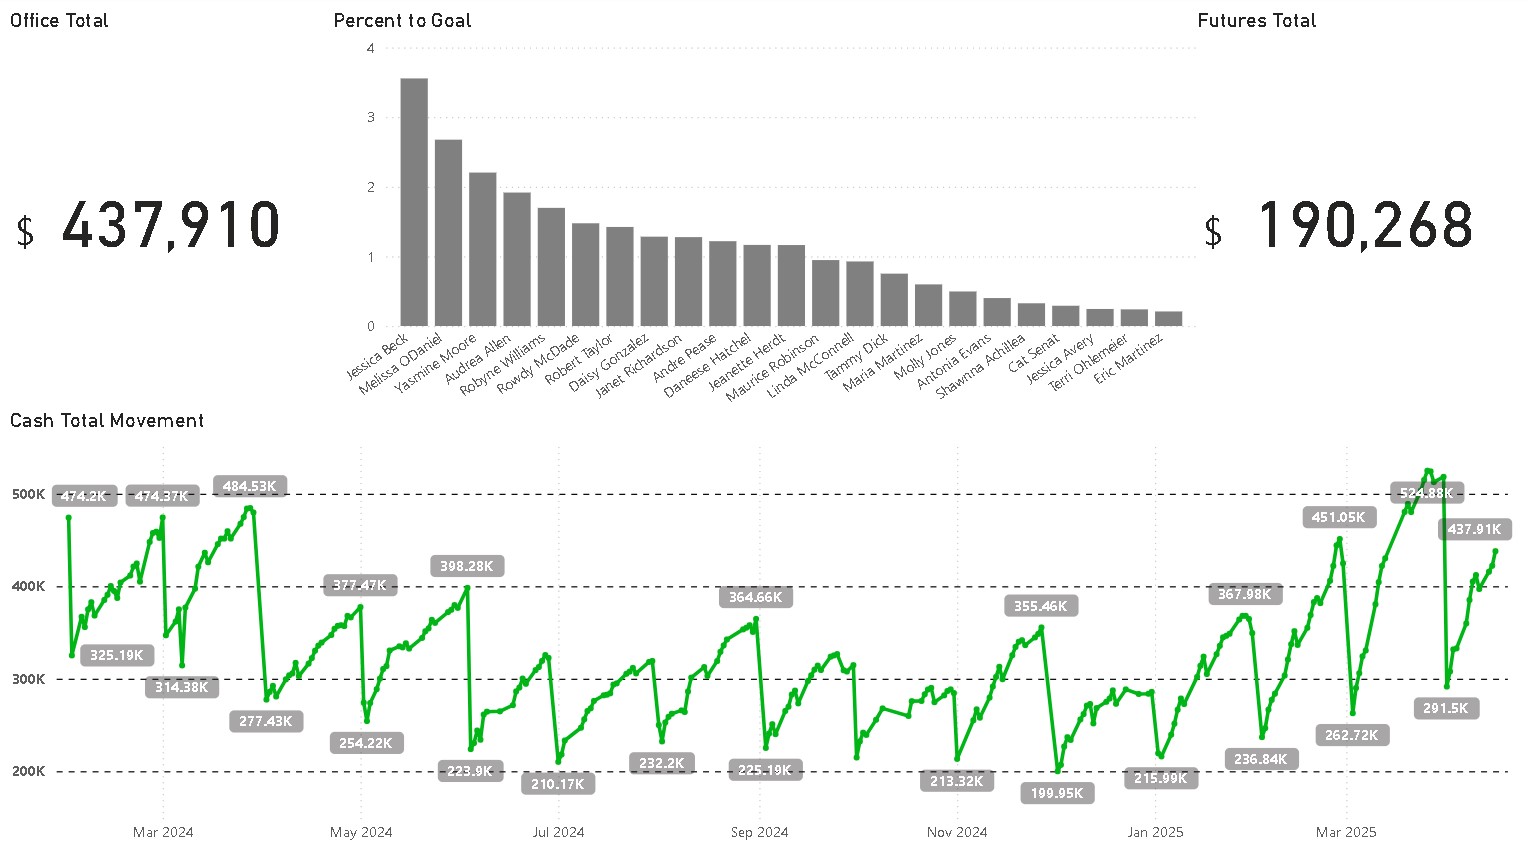 Office Total
$ 437,910
Percent to Goal
4
3
2
1
0
Jessica Beck
Melissa ODaniel
Yasmine Moore
Audrea Allen
Robyne Williams
Rowdy McDade
Robert Taylor
Daisy Gonzalez
Janet Richardson
Andre Pease
Daneese Hatchel
Jeanette Herdt
Maurice Robinson
Linda McConnell
Tammy Dick
Maria Martinez
Molly Jones
Antonia Evans
Shawnna Achillea
Cat Senat
Jessica Avery
Terri Ohlemeier
Eric Martinez
Futures Total
$ 190,268
Cash Total Movement
500K
400K
300K
200K
474.2K
325.19K
474.37K
314.38K
484.53K
277.43K
377.47K
254.22K
398.28K
223.9K
210.17K
232.2K
364.66K
225.19K
213.32K
355.46K
199.95K
215.99K
367.98K
236.84K
451.05K
262.72K
524.88K
291.5K
437.91K
Mar 2024
May 2024
Jul 2024
Sep 2024
Nov 2024
Jan 2025
Mar 2025